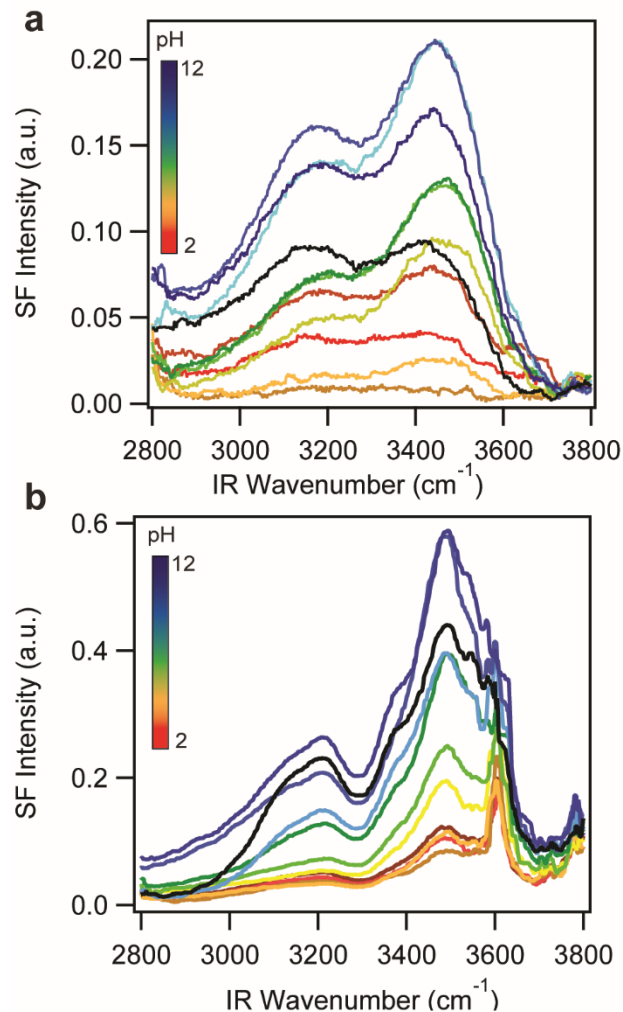 a
pH
12
2
0.20
0.15
0.10
0.05
0.00
SF Intensity (a.u.)
2800 3000 3200 3400 3600 3800
IR Wavenumber (cm⁻¹)
b
pH
12
2
0.6
0.4
0.2
0.0
SF Intensity (a.u.)
2800 3000 3200 3400 3600 3800
IR Wavenumber (cm⁻¹)